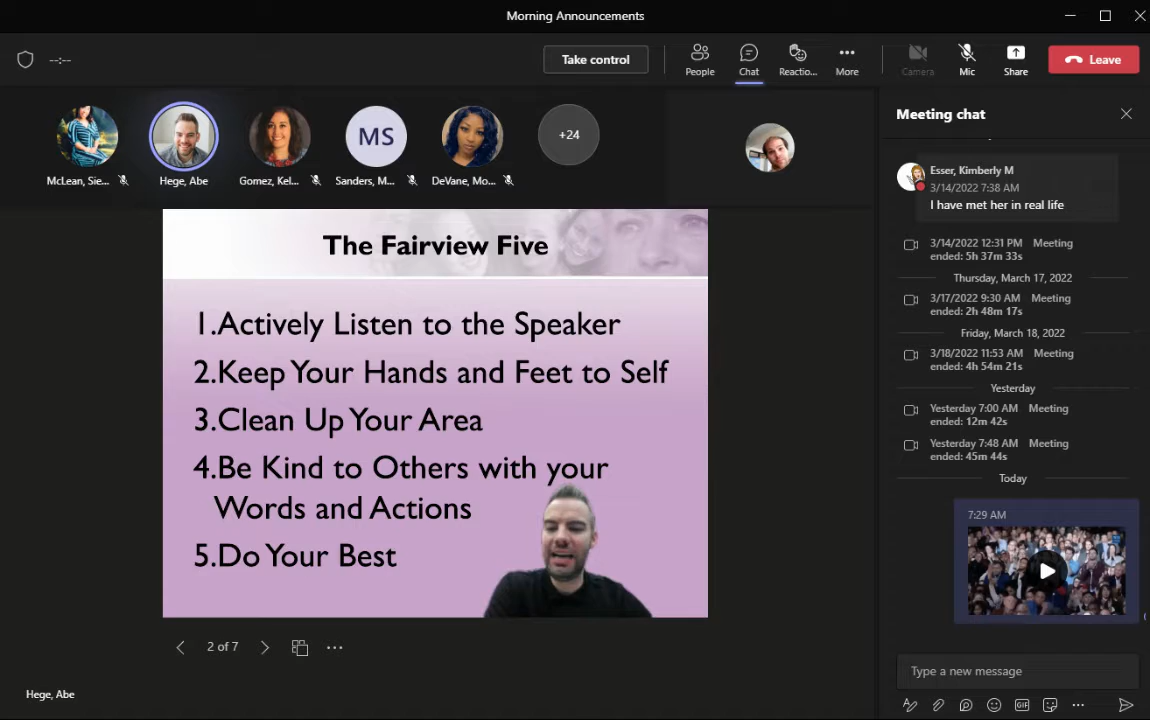 Morning Announcements
--:--
Take control
People
Chat
Reactio...
More
Camera
Mic
Share
Leave
McLean, Sie...
Hege, Abe
Gomez, Kel...
MS
Sanders, M...
DeVane, Mo...
+24
The Fairview Five
1.Actively Listen to the Speaker
2.Keep Your Hands and Feet to Self
3.Clean Up Your Area
4.Be Kind to Others with your
Words and Actions
5.Do Your Best
2 of 7
Hege, Abe
Meeting chat
Esser, Kimberly M
3/14/2022 7:38 AM
I have met her in real life
3/14/2022 12:31 PM Meeting
ended: 5h 37m 33s
Thursday, March 17, 2022
3/17/2022 9:30 AM Meeting
ended: 2h 48m 17s
Friday, March 18, 2022
3/18/2022 11:53 AM Meeting
ended: 4h 54m 21s
Yesterday
Yesterday 7:00 AM Meeting
ended: 12m 42s
Yesterday 7:48 AM Meeting
ended: 45m 44s
Today
7:29 AM
Type a new message
GIF